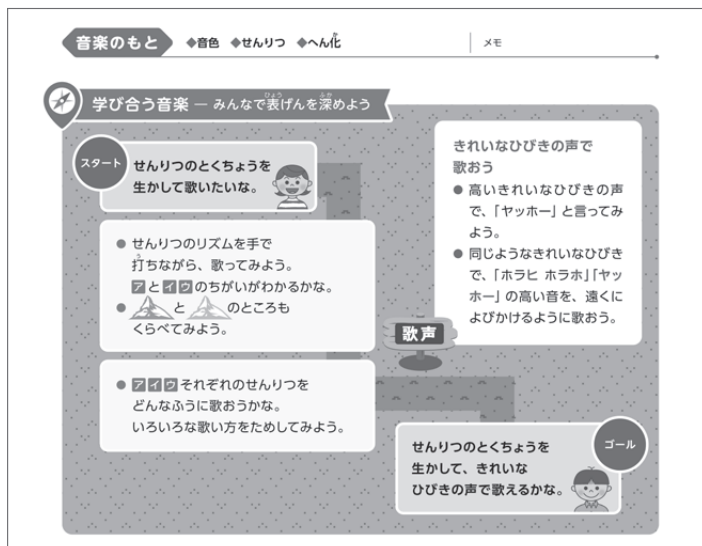 音楽のもと ◆音色 ◆せんりつ ◆へん化 メモ
学び合う音楽 ― みんなで表げんを深めよう
スタート
せんりつのとくちょうを
生かして歌いたいな。
● せんりつのリズムを手で
打ちながら、歌ってみよう。
アとイウのちがいがわかるかな。
● と のところも
くらべてみよう。
● アイウそれぞれのせんりつを
どんなふうに歌おうかな。
いろいろな歌い方をためしてみよう。
歌声
きれいなひびきの声で
歌おう
● 高いきれいなひびきの声
で、「ヤッホー」と言ってみ
よう。
● 同じようなきれいなひびき
で、「ホラヒ ホラホ」「ヤッ
ホー」の高い音を、遠くに
よびかけるように歌おう。
ゴール
せんりつのとくちょうを
生かして、きれいな
ひびきの声で歌えるかな。